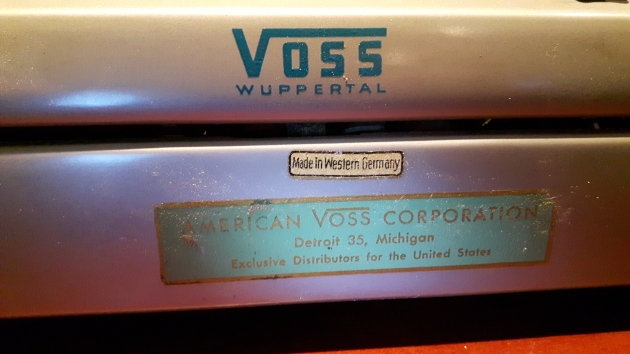 VOSS
WUPPERTAL
Made in Western Germany
AMERICAN VOSS CORPORATION
Detroit 35, Michigan
Exclusive Distributors for the United States